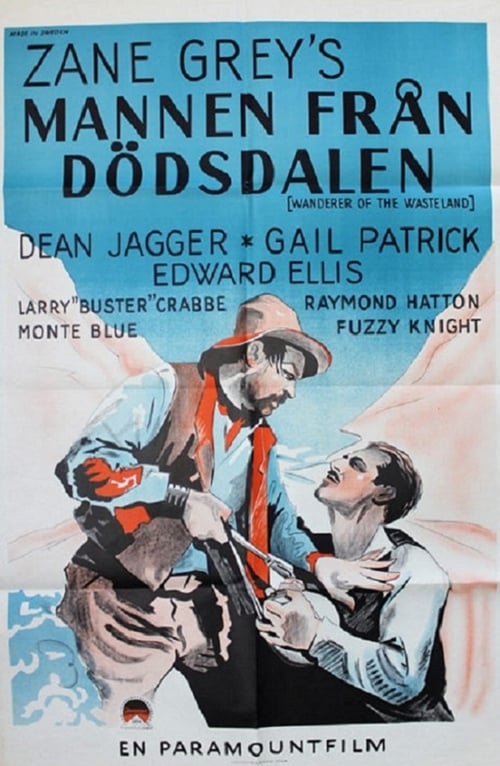 MADE IN SWEDEN
ZANE GREY'S
MANNEN FRÅN
DÖDSDALEN
[WANDERER OF THE WASTELAND]
DEAN JAGGER * GAIL PATRICK
EDWARD ELLIS
LARRY "BUSTER" CRABBE RAYMOND HATTON
MONTE BLUE FUZZY KNIGHT
EN PARAMOUNTFILM